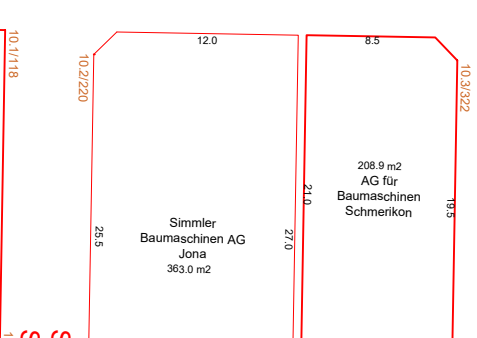 10.1/118
10.2/220
12.0
8.5
10.3/322
208.9 m2
AG für
Baumaschinen
Schmerikon
21.0
19.5
25.5
Simmler
Baumaschinen AG
Jona
363.0 m2
27.0